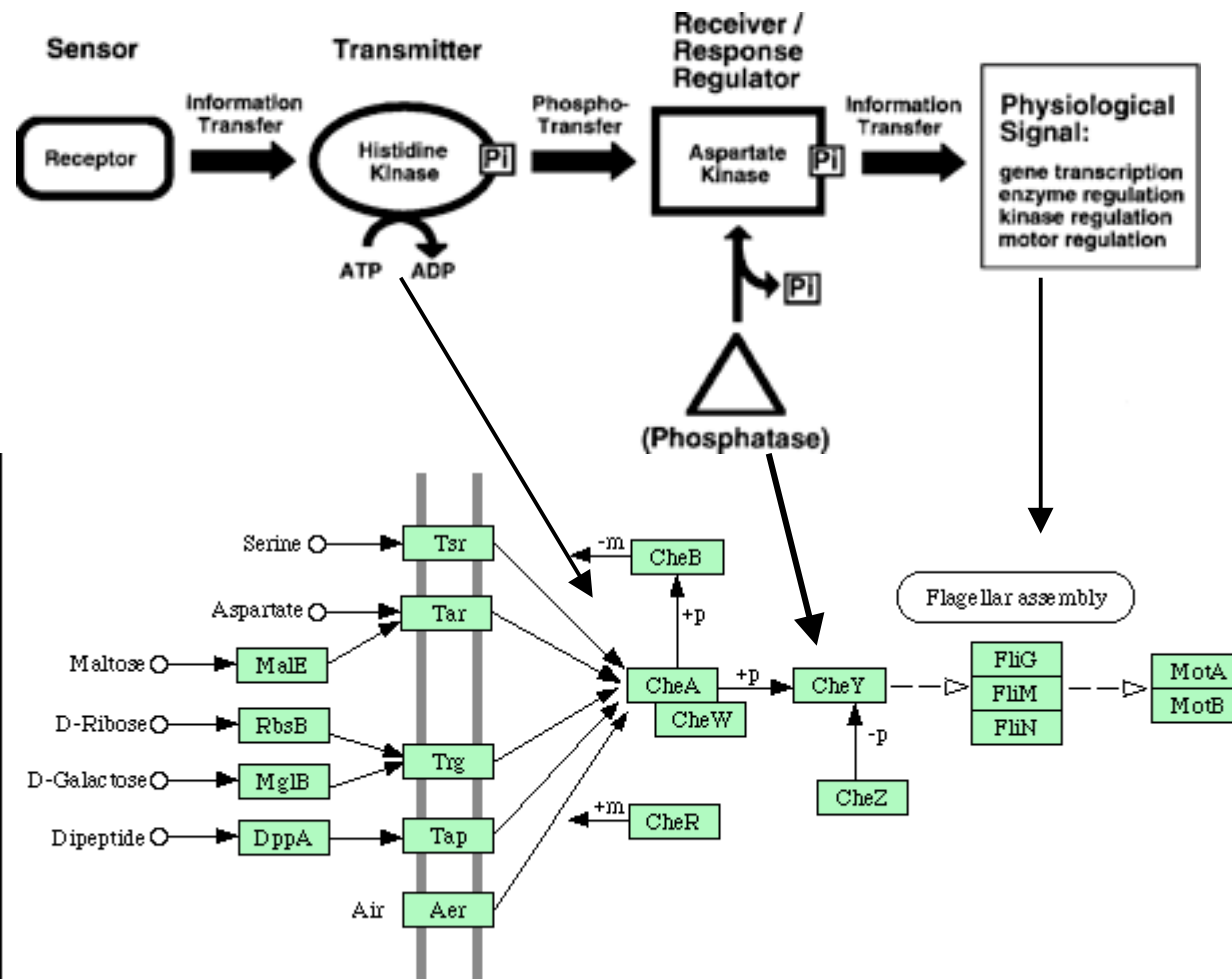 Sensor
Transmitter
Receiver /
Response
Regulator
Information
Transfer
Phospho-
Transfer
Information
Transfer
Receptor
Histidine
Kinase
Pi
Aspartate
Kinase
Pi
Physiological
Signal:
gene transcription
enzyme regulation
kinase regulation
motor regulation
ATP ADP
Pi
(Phosphatase)
Serine
Tsr
-m
CheB
Aspartate
Tar
+p
Flagellar assembly
Maltose
MalE
CheA
+p
CheY
FliG
FliM
FliN
MotA
MotB
CheW
D-Ribose
RbsB
Trg
-p
D-Galactose
MglB
CheZ
Dipeptide
DppA
Tap
+m
CheR
Air
Aer